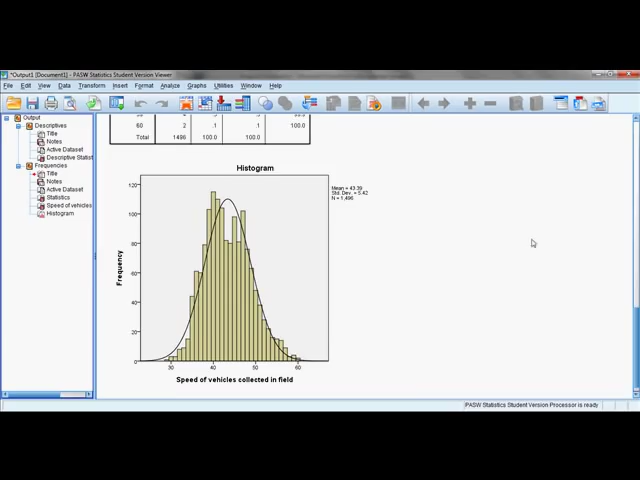 *Output1 [Document1] - PASW Statistics Student Version Viewer
File Edit View Data Transform Insert Format Analyze Graphs Utilities Window Help
Output
Descriptives
Title
Notes
Active Dataset
Descriptive Statist
Frequencies
Title
Notes
Active Dataset
Statistics
Speed of vehicles
Histogram
60 2 .1 .1 100.0
Total 1496 100.0 100.0
Histogram
Mean = 43.39
Std. Dev. = 5.42
N = 1,496
120
100
80
60
40
20
0
Frequency
30 40 50 60
Speed of vehicles collected in field
PASW Statistics Student Version Processor is ready